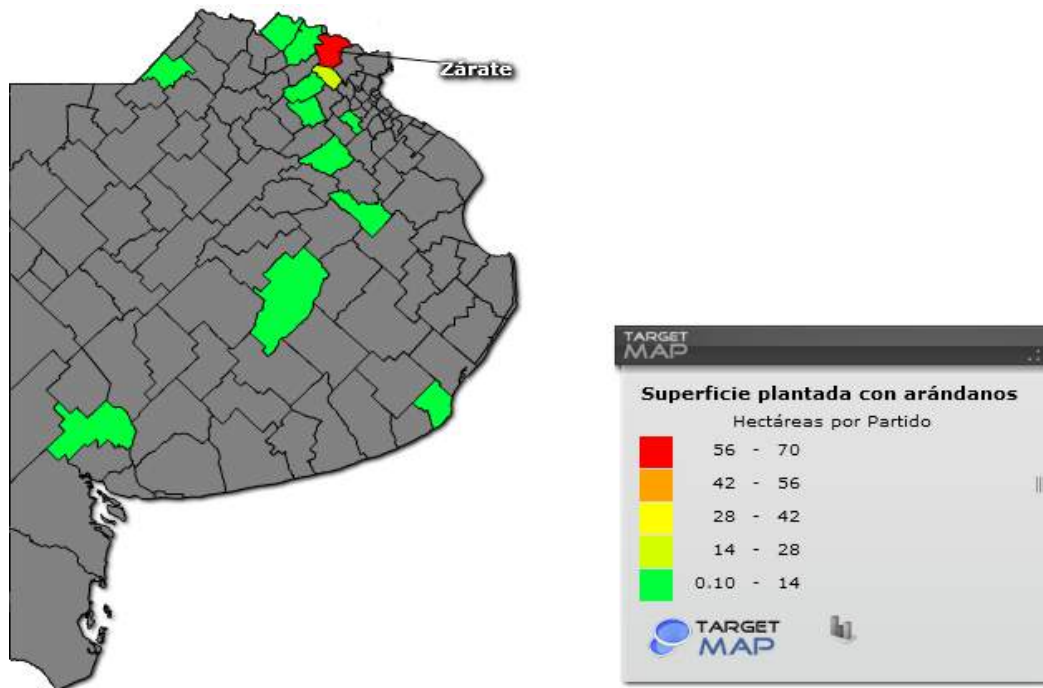 Zárate
TARGET
MAP
Superficie plantada con arándanos
Hectáreas por Partido
56 - 70
42 - 56
28 - 42
14 - 28
0.10 - 14
TARGET
MAP